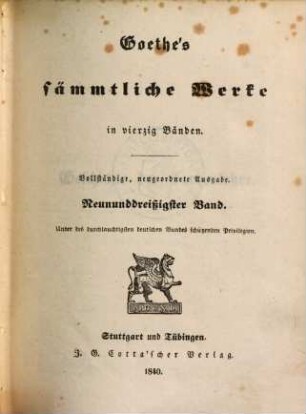 Goethe's
sämmtliche Werke
in vierzig Bänden.
Vollständige, neugeordnete Ausgabe.
Neununddreißigster Band.
Unter des durchlauchtigsten deutschen Bundes schützenden Privilegien.
Stuttgart und Tübingen.
J. G. Cotta'scher Verlag.
1840.